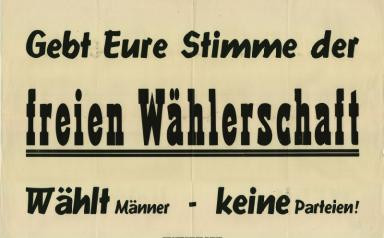 Gebt Eure Stimme der
freien Wählerschaft
Wählt Männer - keine Parteien!